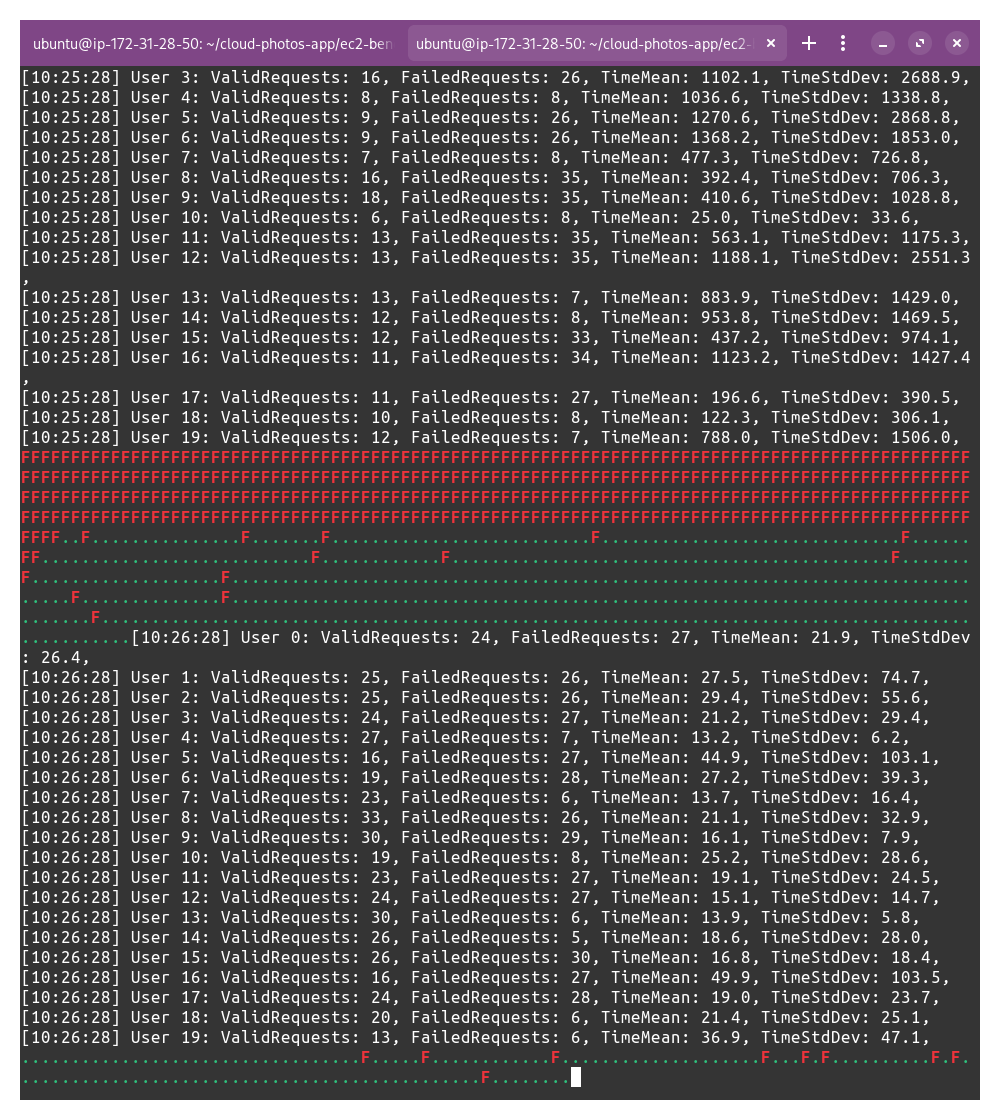 ubuntu@ip-172-31-28-50: ~/cloud-photos-app/ec2-ben
ubuntu@ip-172-31-28-50: ~/cloud-photos-app/ec2-
[10:25:28] User 3: ValidRequests: 16, FailedRequests: 26, TimeMean: 1102.1, TimeStdDev: 2688.9,
[10:25:28] User 4: ValidRequests: 8, FailedRequests: 8, TimeMean: 1036.6, TimeStdDev: 1338.8,
[10:25:28] User 5: ValidRequests: 9, FailedRequests: 26, TimeMean: 1270.6, TimeStdDev: 2868.8,
[10:25:28] User 6: ValidRequests: 9, FailedRequests: 26, TimeMean: 1368.2, TimeStdDev: 1853.0,
[10:25:28] User 7: ValidRequests: 7, FailedRequests: 8, TimeMean: 477.3, TimeStdDev: 726.8,
[10:25:28] User 8: ValidRequests: 16, FailedRequests: 35, TimeMean: 392.4, TimeStdDev: 706.3,
[10:25:28] User 9: ValidRequests: 18, FailedRequests: 35, TimeMean: 410.6, TimeStdDev: 1028.8,
[10:25:28] User 10: ValidRequests: 6, FailedRequests: 8, TimeMean: 25.0, TimeStdDev: 33.6,
[10:25:28] User 11: ValidRequests: 13, FailedRequests: 35, TimeMean: 563.1, TimeStdDev: 1175.3,
[10:25:28] User 12: ValidRequests: 13, FailedRequests: 35, TimeMean: 1188.1, TimeStdDev: 2551.3
,
[10:25:28] User 13: ValidRequests: 13, FailedRequests: 7, TimeMean: 883.9, TimeStdDev: 1429.0,
[10:25:28] User 14: ValidRequests: 12, FailedRequests: 8, TimeMean: 953.8, TimeStdDev: 1469.5,
[10:25:28] User 15: ValidRequests: 12, FailedRequests: 33, TimeMean: 437.2, TimeStdDev: 974.1,
[10:25:28] User 16: ValidRequests: 11, FailedRequests: 34, TimeMean: 1123.2, TimeStdDev: 1427.4
,
[10:25:28] User 17: ValidRequests: 11, FailedRequests: 27, TimeMean: 196.6, TimeStdDev: 390.5,
[10:25:28] User 18: ValidRequests: 10, FailedRequests: 8, TimeMean: 122.3, TimeStdDev: 306.1,
[10:25:28] User 19: ValidRequests: 12, FailedRequests: 7, TimeMean: 788.0, TimeStdDev: 1506.0,
FFFFFFFFFFFFFFFFFFFFFFFFFFFFFFFFFFFFFFFFFFFFFFFFFFFFFFFFFFFFFFFFFFFFFFFFFFFFFFFFFFFFFFFFFFFFFFF
FFFFFFFFFFFFFFFFFFFFFFFFFFFFFFFFFFFFFFFFFFFFFFFFFFFFFFFFFFFFFFFFFFFFFFFFFFFFFFFFFFFFFFFFFFFFFFF
FFFFFFFFFFFFFFFFFFFFFFFFFFFFFFFFFFFFFFFFFFFFFFFFFFFFFFFFFFFFFFFFFFFFFFFFFFFFFFFFFFFFFFFFFFFFFFF
FFFFFFFFFFFFFFFFFFFFFFFFFFFFFFFFFFFFFFFFFFFFFFFFFFFFFFFFFFFFFFFFFFFFFFFFFFFFFFFFFFFFFFFFFFFFFFF
FFFF..F...............F.......F..........................F..............................F......
FF...........................F............F............................................F.......
F...................F..........................................................................
.....F..............F..........................................................................
.......F.......................................................................................
...........[10:26:28] User 0: ValidRequests: 24, FailedRequests: 27, TimeMean: 21.9, TimeStdDev
: 26.4,
[10:26:28] User 1: ValidRequests: 25, FailedRequests: 26, TimeMean: 27.5, TimeStdDev: 74.7,
[10:26:28] User 2: ValidRequests: 25, FailedRequests: 26, TimeMean: 29.4, TimeStdDev: 55.6,
[10:26:28] User 3: ValidRequests: 24, FailedRequests: 27, TimeMean: 21.2, TimeStdDev: 29.4,
[10:26:28] User 4: ValidRequests: 27, FailedRequests: 7, TimeMean: 13.2, TimeStdDev: 6.2,
[10:26:28] User 5: ValidRequests: 16, FailedRequests: 27, TimeMean: 44.9, TimeStdDev: 103.1,
[10:26:28] User 6: ValidRequests: 19, FailedRequests: 28, TimeMean: 27.2, TimeStdDev: 39.3,
[10:26:28] User 7: ValidRequests: 23, FailedRequests: 6, TimeMean: 13.7, TimeStdDev: 16.4,
[10:26:28] User 8: ValidRequests: 33, FailedRequests: 26, TimeMean: 21.1, TimeStdDev: 32.9,
[10:26:28] User 9: ValidRequests: 30, FailedRequests: 29, TimeMean: 16.1, TimeStdDev: 7.9,
[10:26:28] User 10: ValidRequests: 19, FailedRequests: 8, TimeMean: 25.2, TimeStdDev: 28.6,
[10:26:28] User 11: ValidRequests: 23, FailedRequests: 27, TimeMean: 19.1, TimeStdDev: 24.5,
[10:26:28] User 12: ValidRequests: 24, FailedRequests: 27, TimeMean: 15.1, TimeStdDev: 14.7,
[10:26:28] User 13: ValidRequests: 30, FailedRequests: 6, TimeMean: 13.9, TimeStdDev: 5.8,
[10:26:28] User 14: ValidRequests: 26, FailedRequests: 5, TimeMean: 18.6, TimeStdDev: 28.0,
[10:26:28] User 15: ValidRequests: 26, FailedRequests: 30, TimeMean: 16.8, TimeStdDev: 18.4,
[10:26:28] User 16: ValidRequests: 16, FailedRequests: 27, TimeMean: 49.9, TimeStdDev: 103.5,
[10:26:28] User 17: ValidRequests: 24, FailedRequests: 28, TimeMean: 19.0, TimeStdDev: 23.7,
[10:26:28] User 18: ValidRequests: 20, FailedRequests: 6, TimeMean: 21.4, TimeStdDev: 25.1,
[10:26:28] User 19: ValidRequests: 13, FailedRequests: 6, TimeMean: 36.9, TimeStdDev: 47.1,
..................................F.....F............F....................F...F.F..........F.F.
..............................................F........